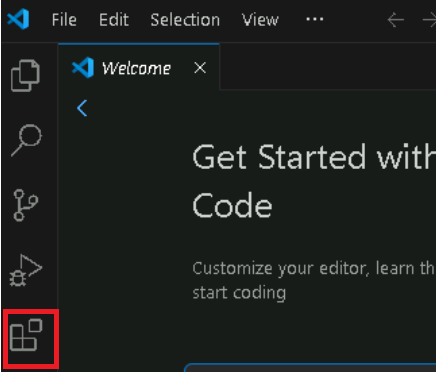 File Edit Selection View ...
Welcome
Get Started with
Code
Customize your editor, learn th
start coding